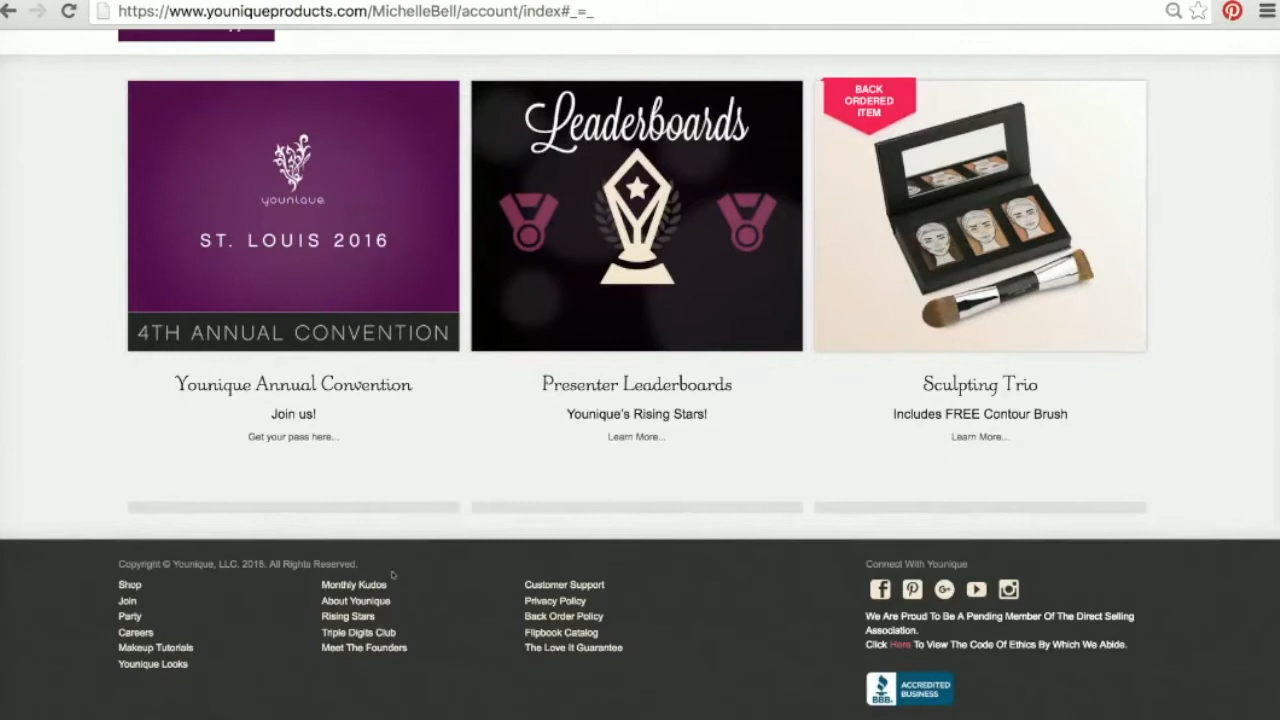 https://www.youniqueproducts.com/MichelleBell/account/index#_=_
younique
ST. LOUIS 2016
4TH ANNUAL CONVENTION
Leaderboards
BACK
ORDERED
ITEM
Younique Annual Convention
Join us!
Get your pass here...
Presenter Leaderboards
Younique's Rising Stars!
Learn More...
Sculpting Trio
Includes FREE Contour Brush
Learn More...
Copyright © Younique, LLC. 2016. All Rights Reserved.
Shop
Join
Party
Careers
Makeup Tutorials
Younique Looks
Monthly Kudos
About Younique
Rising Stars
Triple Digits Club
Meet The Founders
Customer Support
Privacy Policy
Back Order Policy
Flipbook Catalog
The Love It Guarantee
Connect With Younique
We Are Proud To Be A Pending Member Of The Direct Selling
Association.
Click Here To View The Code Of Ethics By Which We Abide.
BBB.
ACCREDITED
BUSINESS